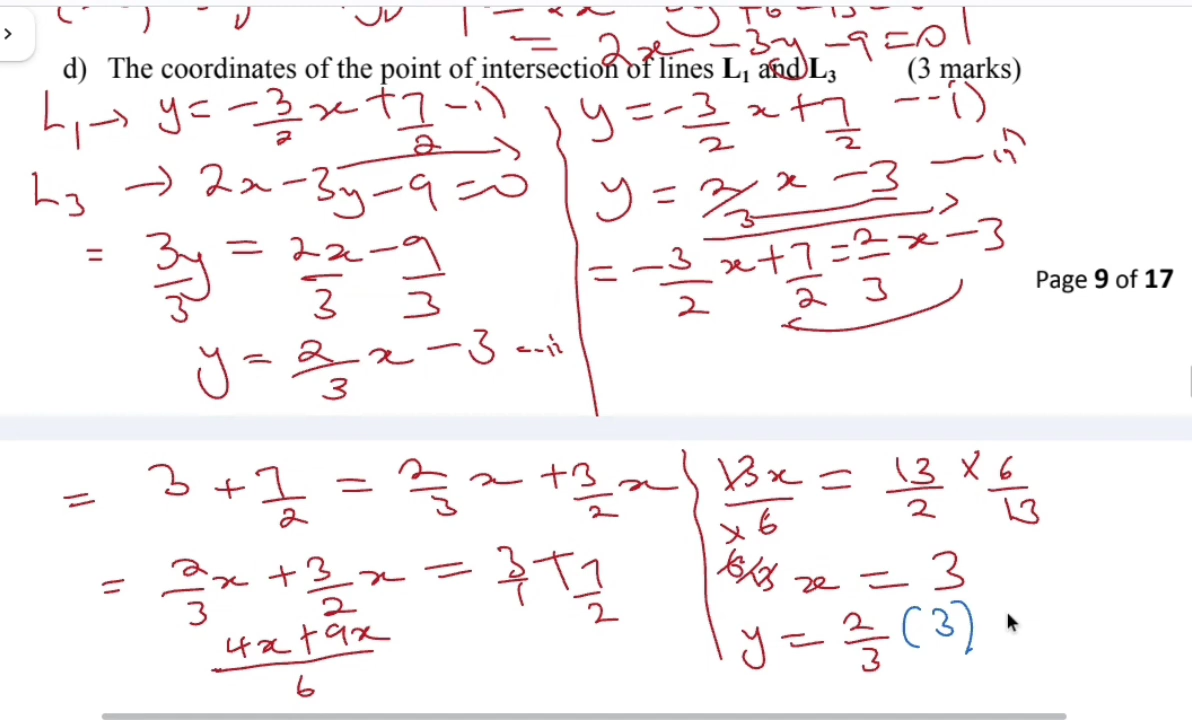 2x - 3y - 9 = 0
d) The coordinates of the point of intersection of lines L₁ and L₃ (3 marks)
L₁ → y = -3/2 x + 7/2 - i)
L₃ → 2x - 3y - 9 = 0
= 3y/3 = 2x/3 - 9/3
y = 2/3 x - 3 --ii
y = -3/2 x + 7/2 --i)
y = 2/3 x - 3 - ii)
= -3/2 x + 7/2 = 2/3 x - 3
Page 9 of 17
= 3 + 7/2 = 2/3 x + 3/2 x
= 2/3 x + 3/2 x = 3/1 + 7/2
4x + 9x / 6
13x/6 = 13/2 × 6/13
x = 3
y = 2/3 (3)